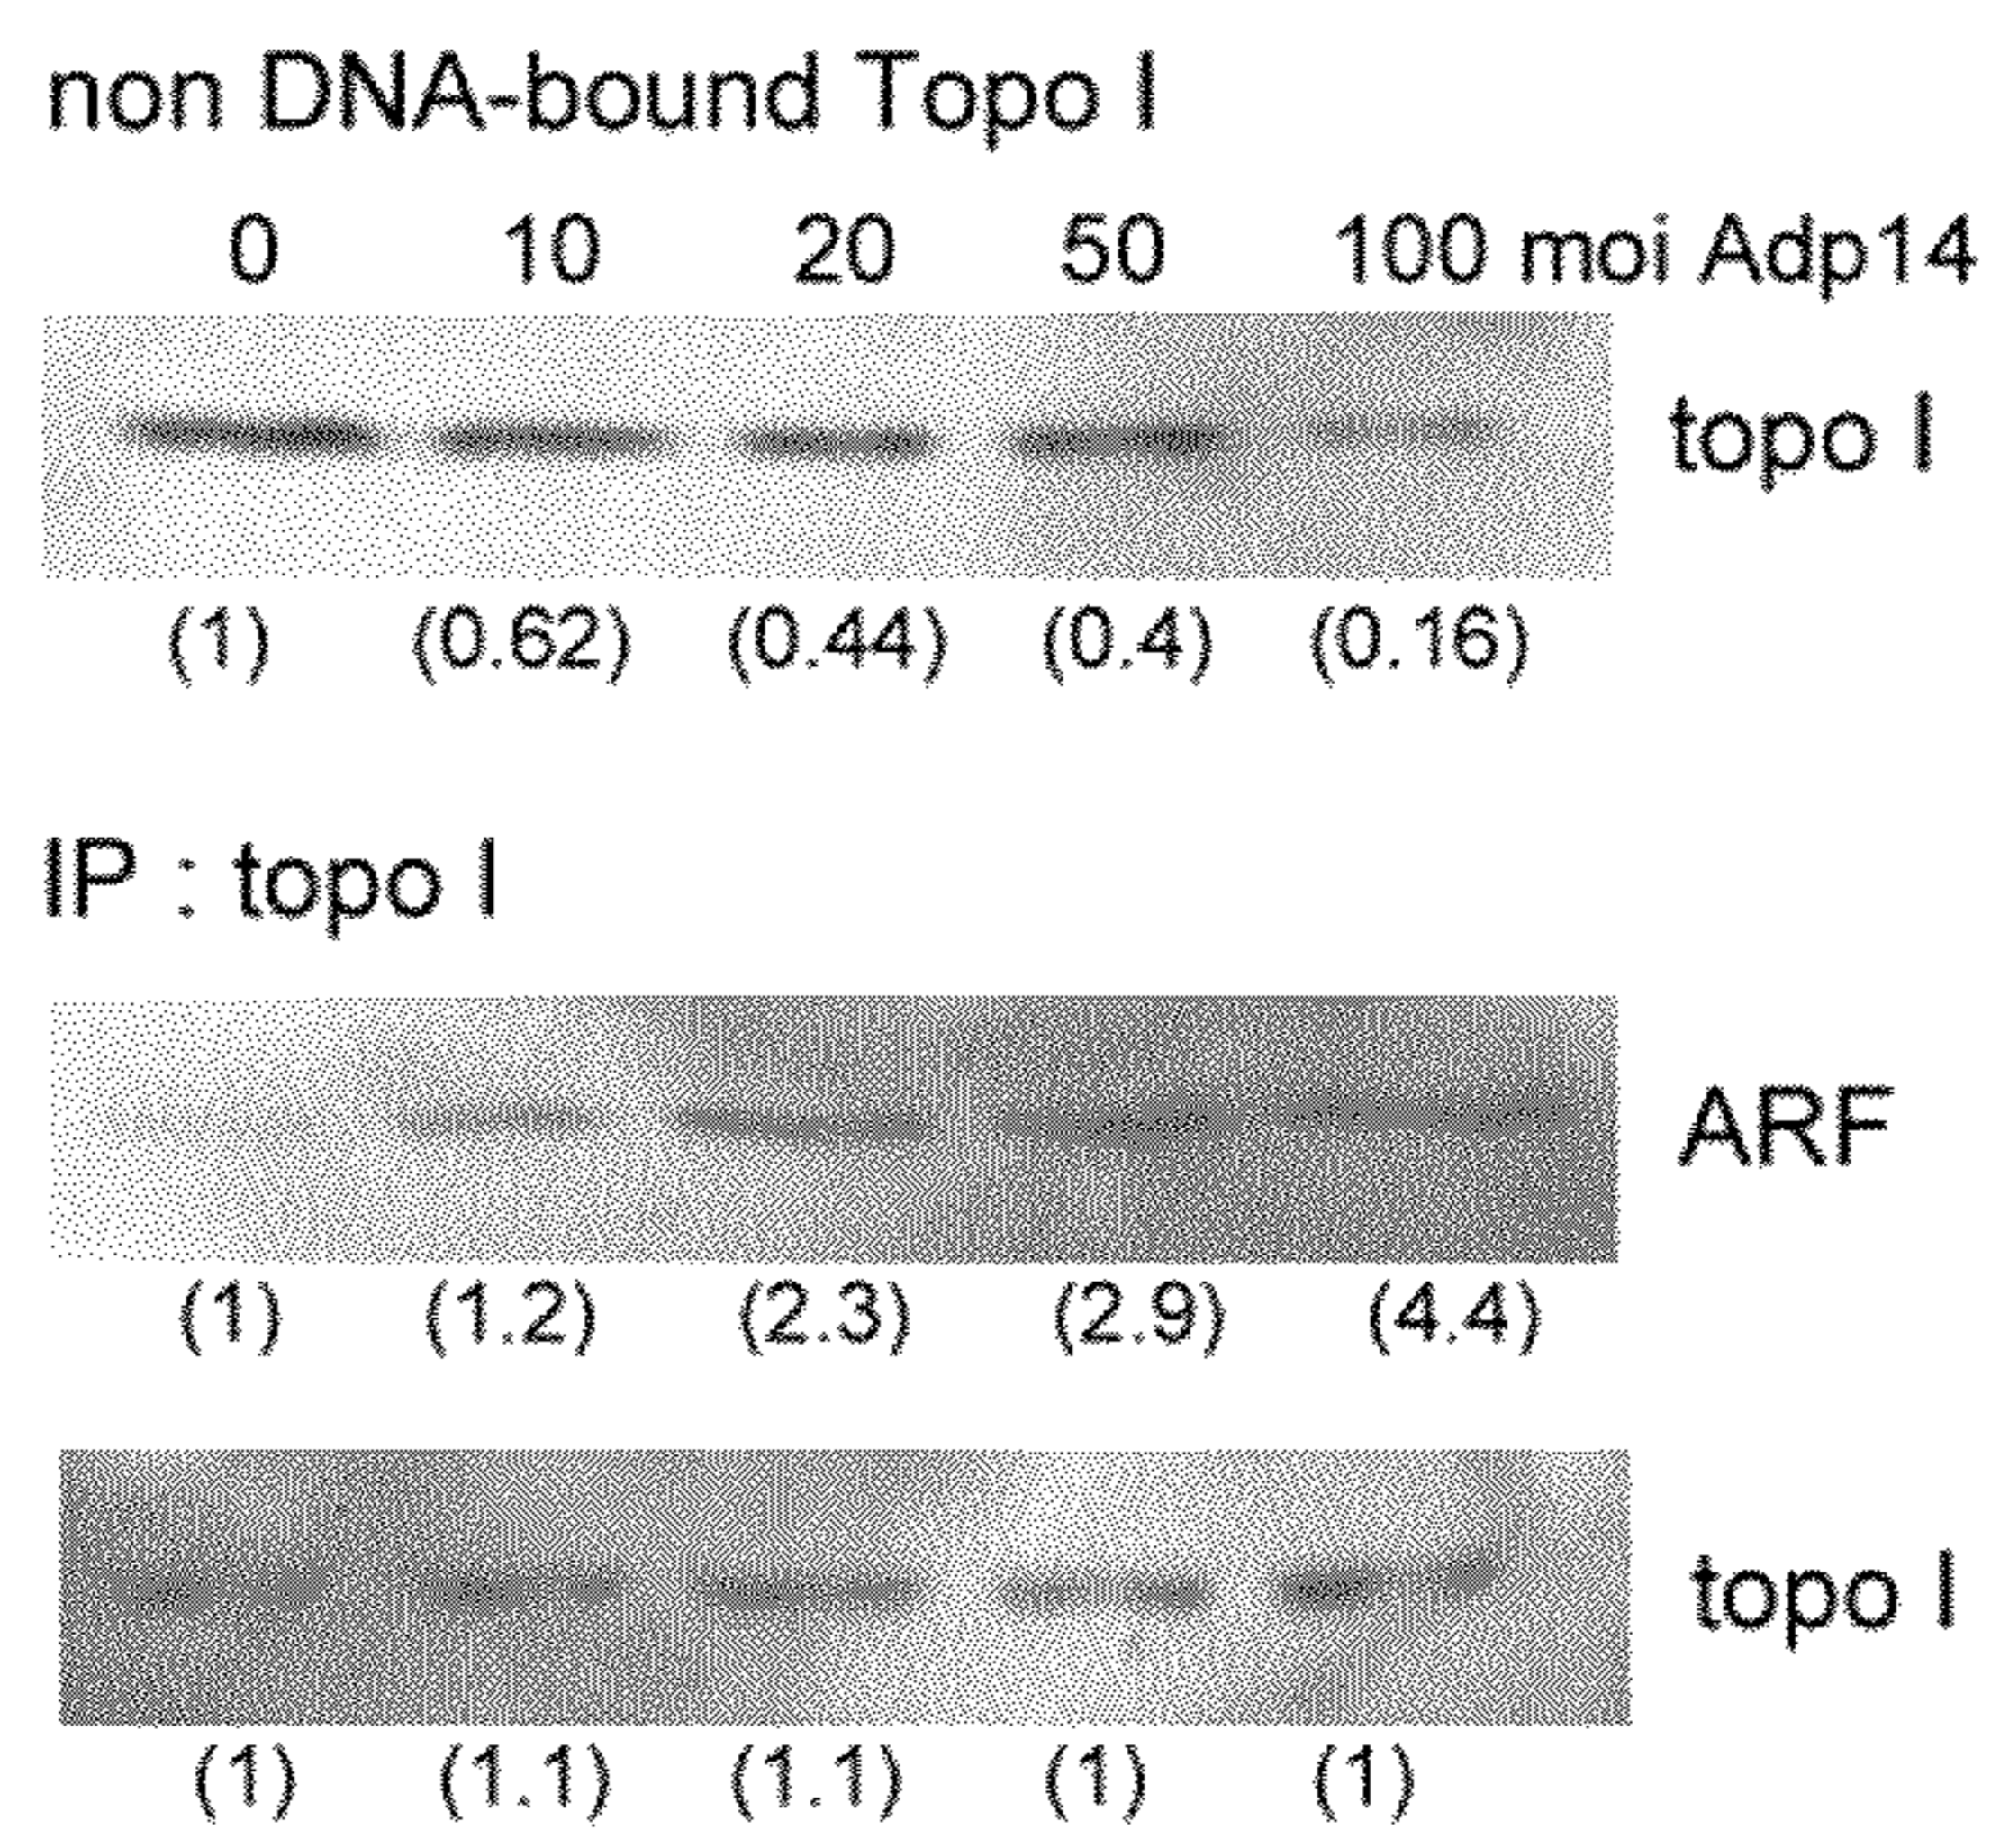 non DNA-bound Topo I
0 10 20 50 100 moi Adp14
topo I
(1) (0.62) (0.44) (0.4) (0.16)
IP : topo I
ARF
(1) (1.2) (2.3) (2.9) (4.4)
topo I
(1) (1.1) (1.1) (1) (1)